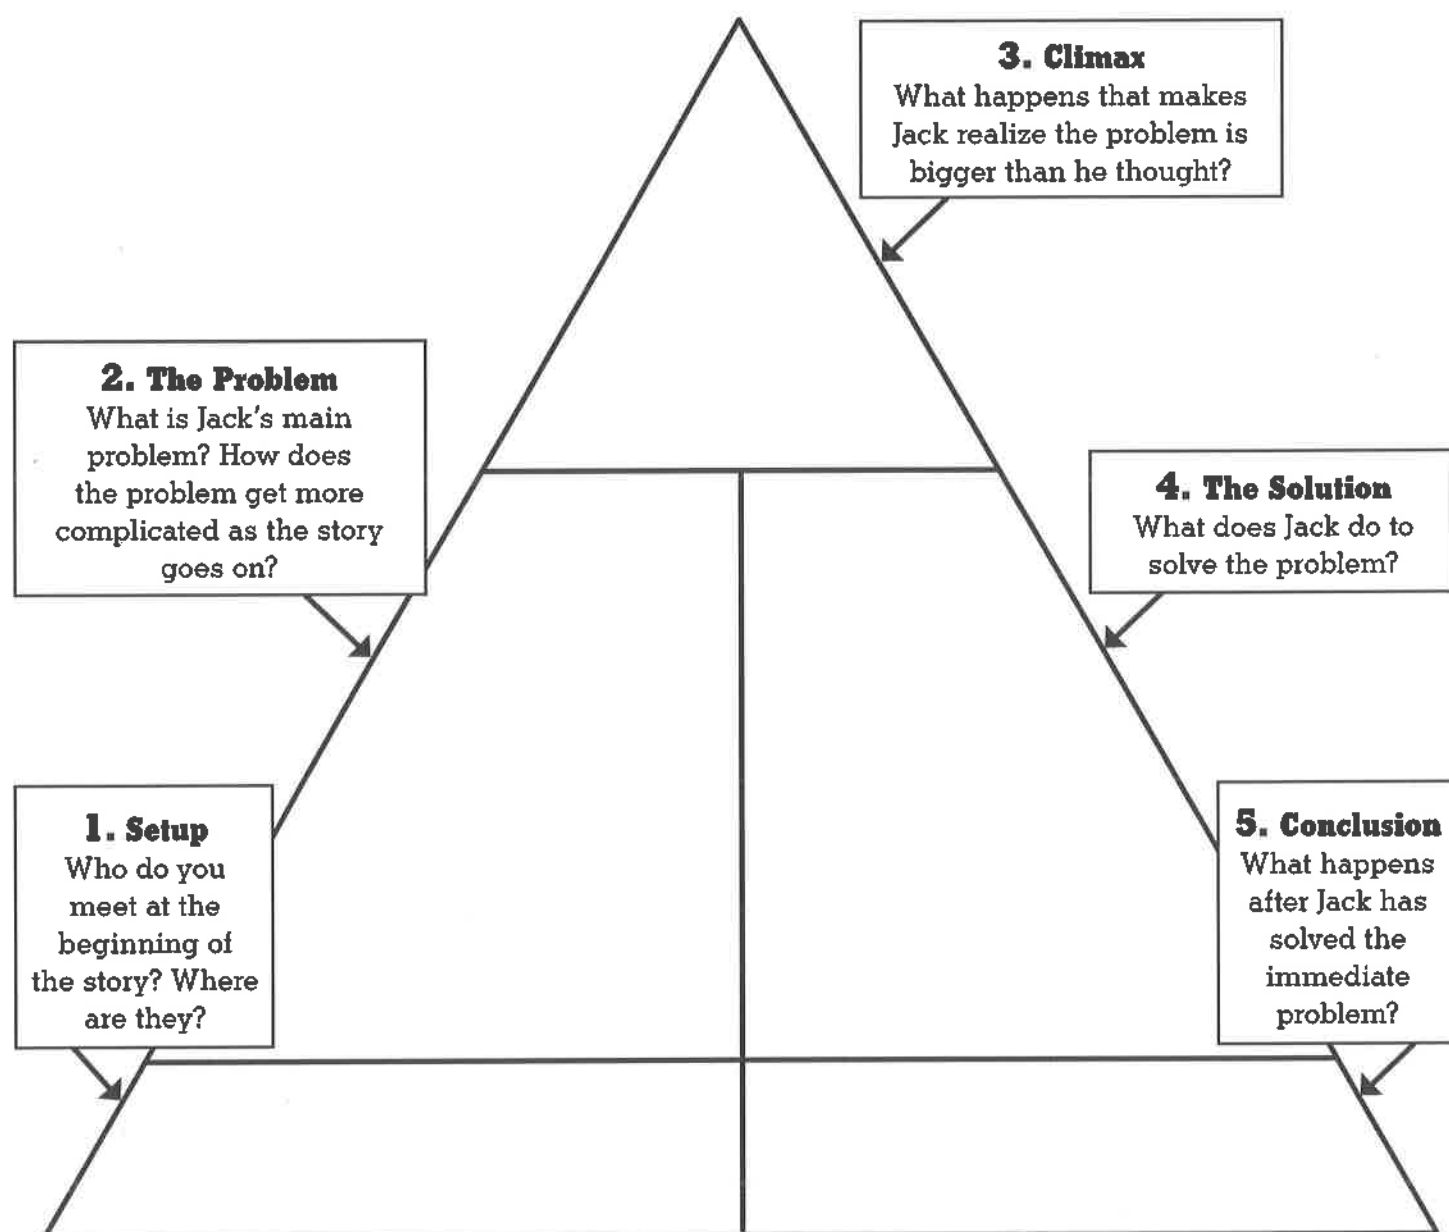 3. Climax
What happens that makes
Jack realize the problem is
bigger than he thought?
2. The Problem
What is Jack's main
problem? How does
the problem get more
complicated as the story
goes on?
4. The Solution
What does Jack do to
solve the problem?
1. Setup
Who do you
meet at the
beginning of
the story? Where
are they?
5. Conclusion
What happens
after Jack has
solved the
immediate
problem?